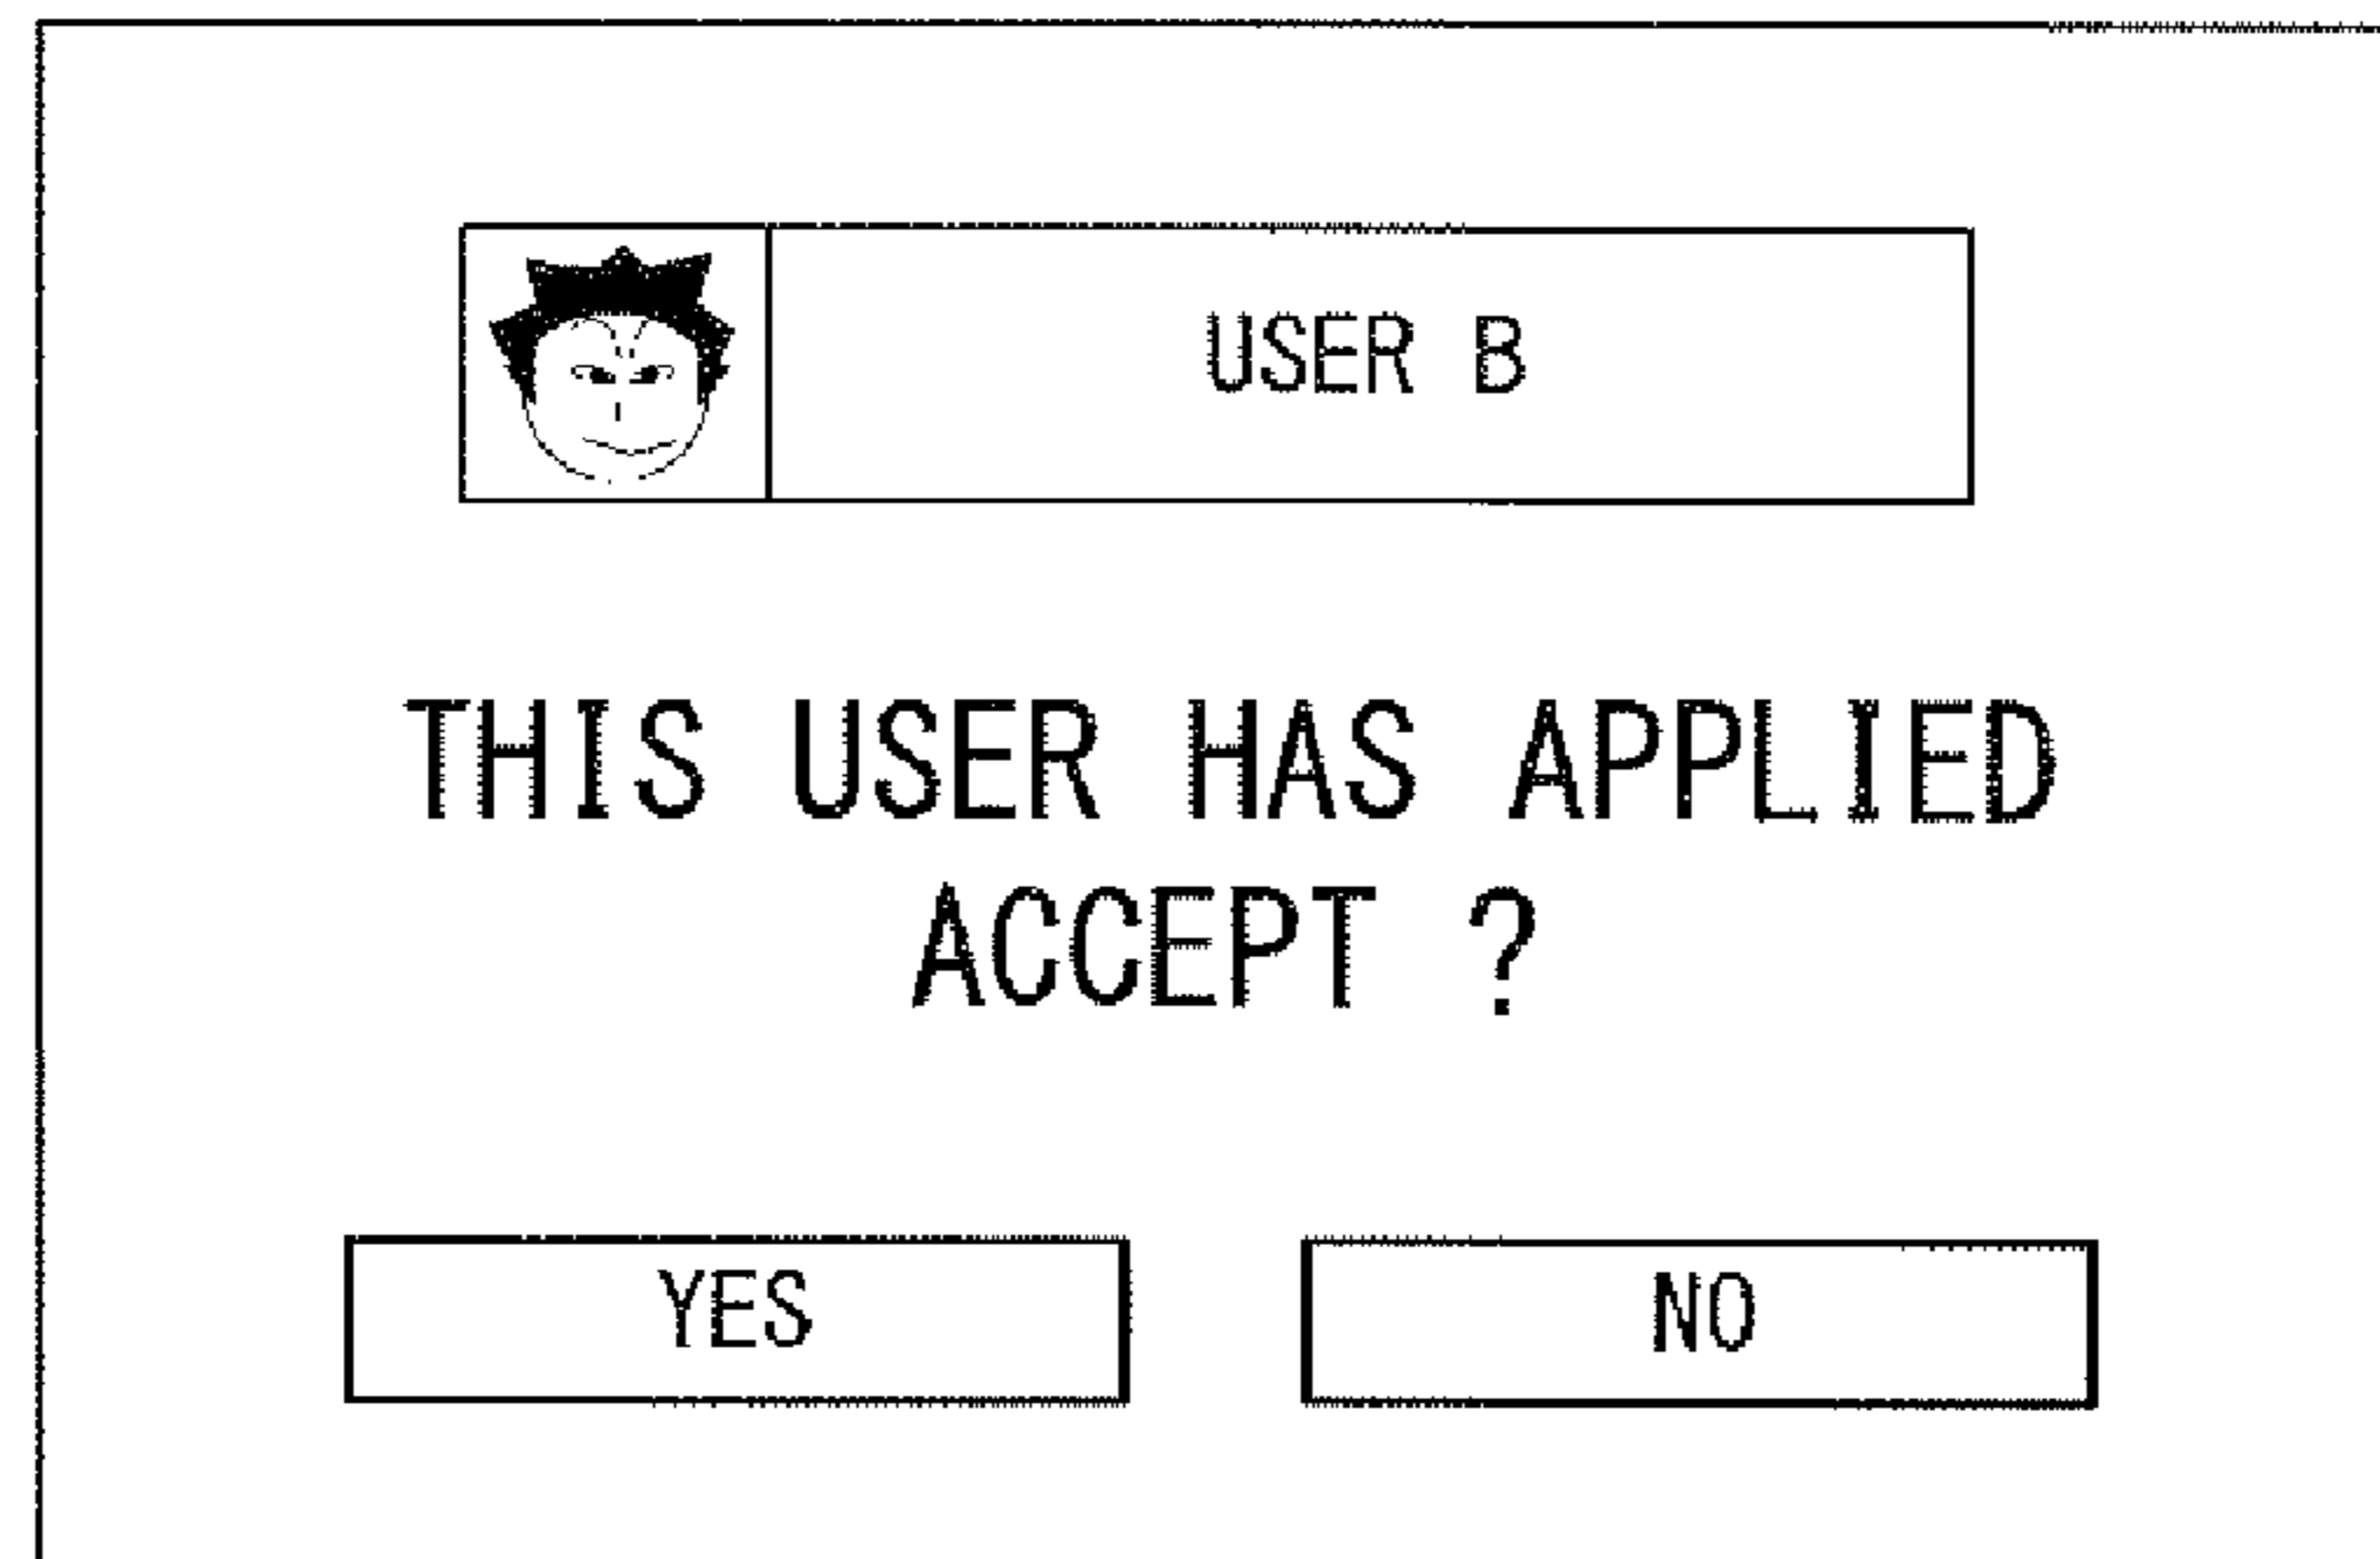 USER B
THIS USER HAS APPLIED
ACCEPT ?
YES
NO